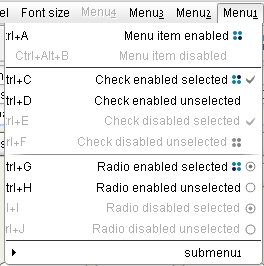 el Font size Menu4 Menu3 Menu2 Menu1
trl+A Menu item enabled
Ctrl+Alt+B Menu item disabled
trl+C Check enabled selected
trl+D Check enabled unselected
trl+E Check disabled selected
rl+F Check disabled unselected
trl+G Radio enabled selected
trl+H Radio enabled unselected
l+I Radio disabled selected
rl+J Radio disabled unselected
submenu1